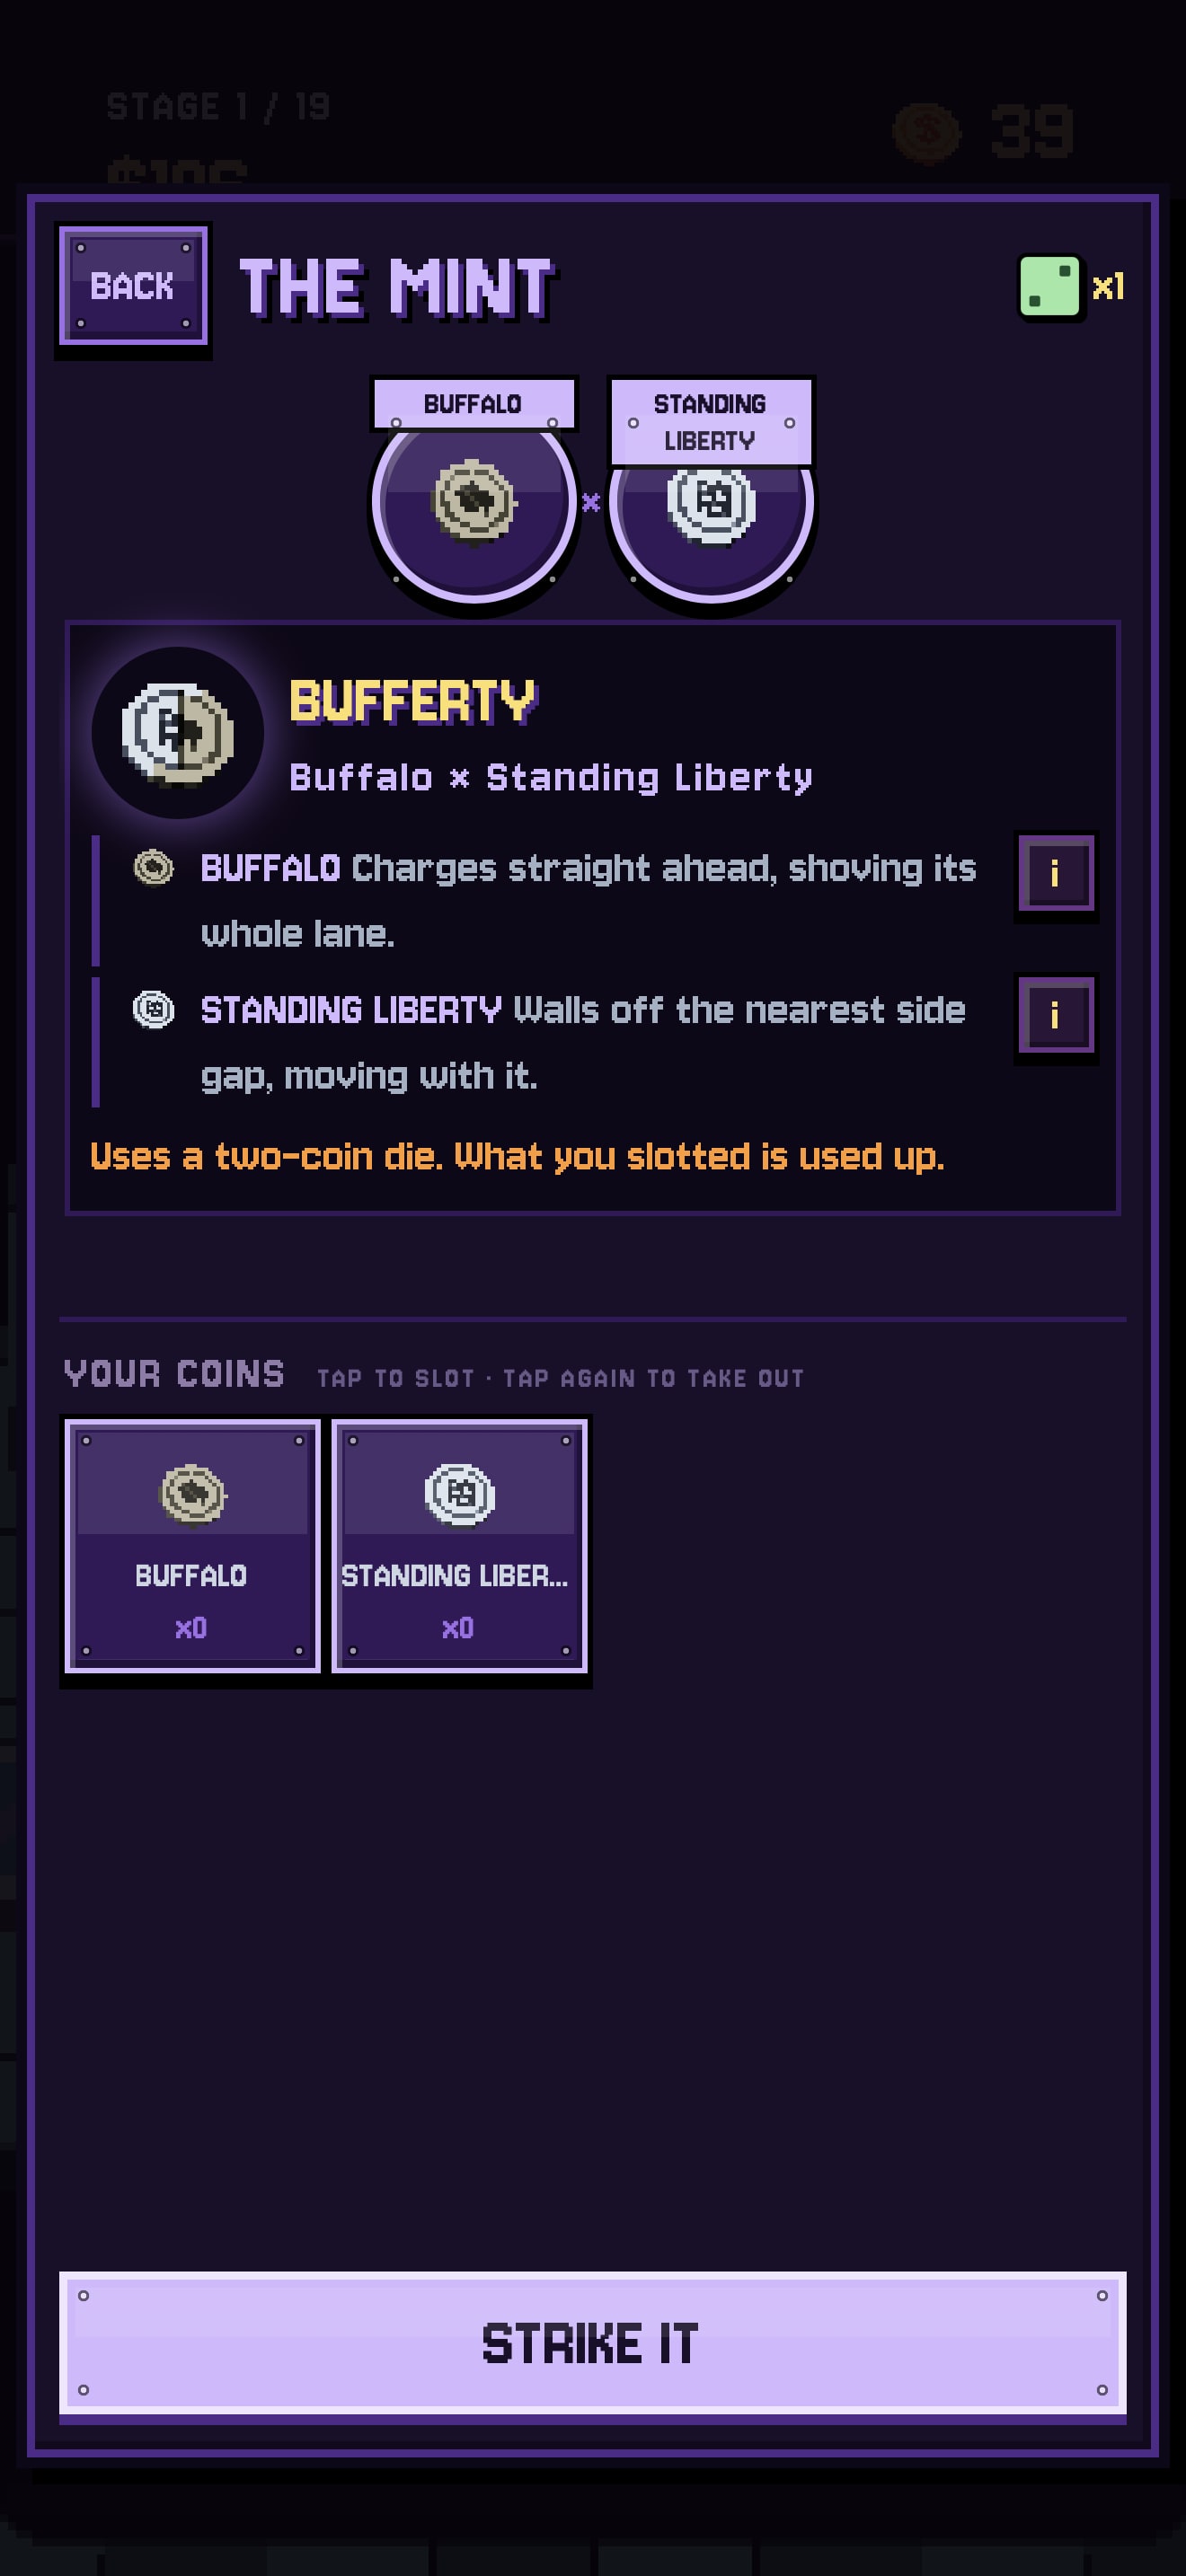 STAGE 1 / 19
39
BACK
THE MINT
x1
BUFFALO
STANDING
LIBERTY
×
BUFFERTY
Buffalo × Standing Liberty
BUFFALO Charges straight ahead, shoving its
whole lane.
i
STANDING LIBERTY Walls off the nearest side
gap, moving with it.
i
Uses a two-coin die. What you slotted is used up.
YOUR COINS TAP TO SLOT · TAP AGAIN TO TAKE OUT
BUFFALO
x0
STANDING LIBER...
x0
STRIKE IT